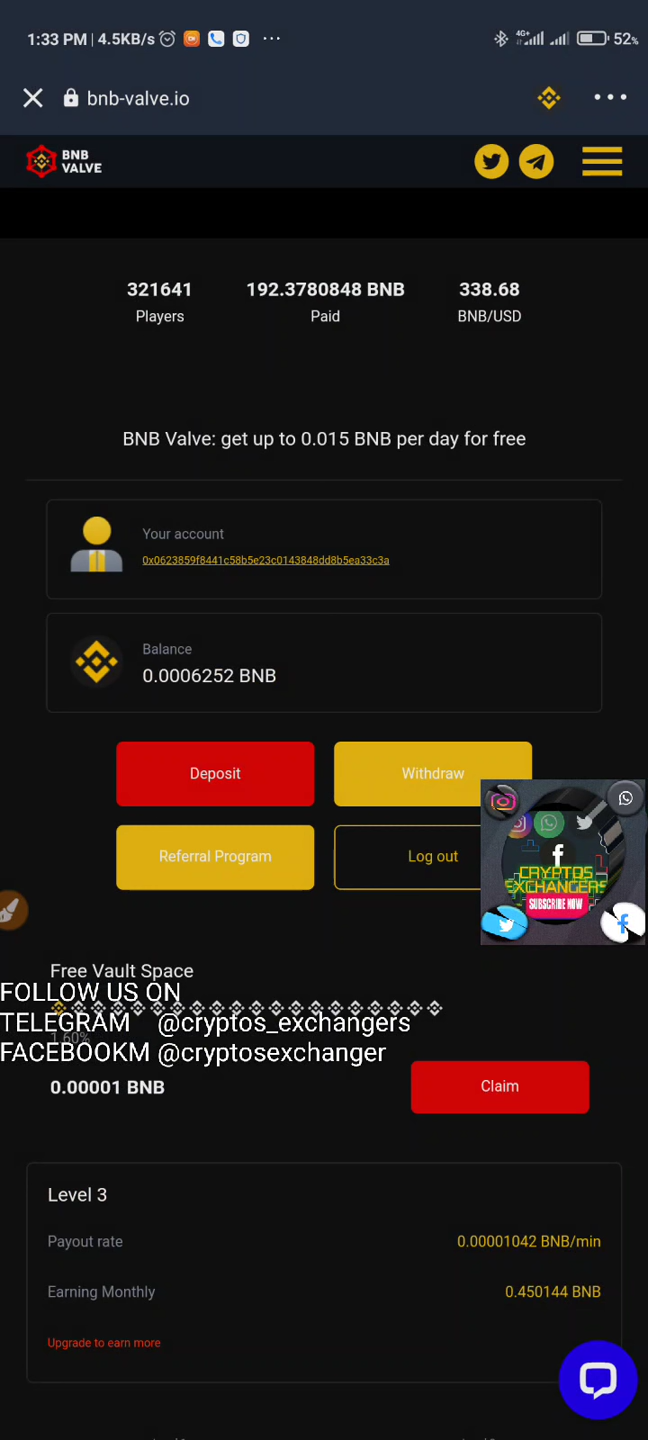 1:33 PM | 4.5KB/s
4G+
52%
bnb-valve.io
BNB
VALVE
321641
192.3780848 BNB
338.68
Players
Paid
BNB/USD
BNB Valve: get up to 0.015 BNB per day for free
Your account
0x0623859f8441c58b5e23c0143848dd8b5ea33c3a
Balance
0.0006252 BNB
Deposit
Withdraw
Referral Program
Log out
CRYPTOS
EXCHANGERS
SUBSCRIBE NOW
Free Vault Space
FOLLOW US ON
TELEGRAM @cryptos_exchangers
1.60%
FACEBOOKM @cryptosexchanger
0.00001 BNB
Claim
Level 3
Payout rate
0.00001042 BNB/min
Earning Monthly
0.450144 BNB
Upgrade to earn more